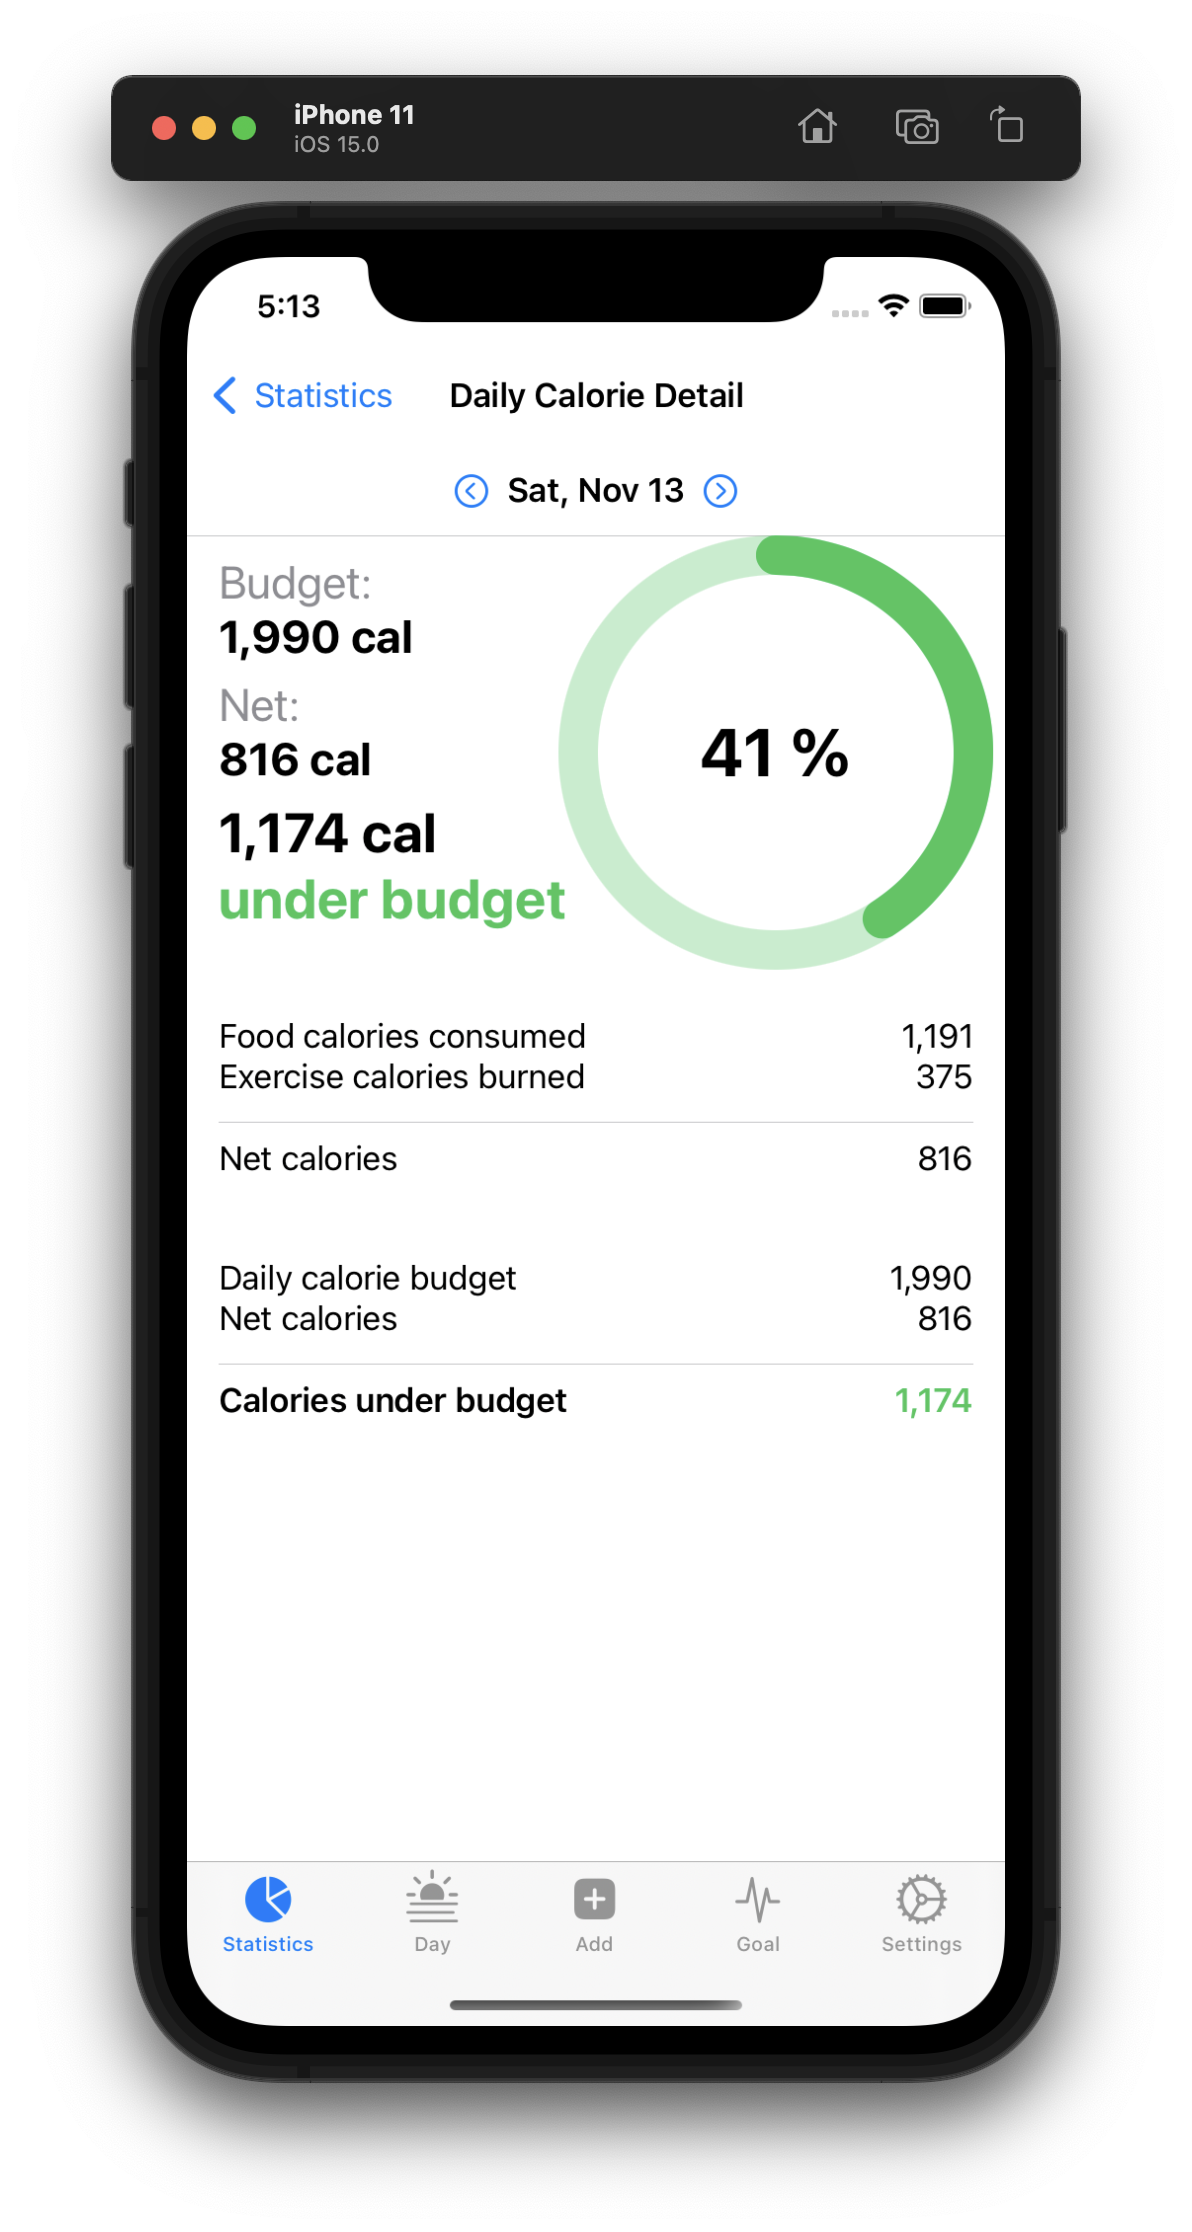 iPhone 11
iOS 15.0
5:13
Statistics Daily Calorie Detail
Sat, Nov 13
Budget:
1,990 cal
Net:
816 cal
1,174 cal
under budget
41 %
Food calories consumed 1,191
Exercise calories burned 375
Net calories 816
Daily calorie budget 1,990
Net calories 816
Calories under budget 1,174
Statistics Day Add Goal Settings